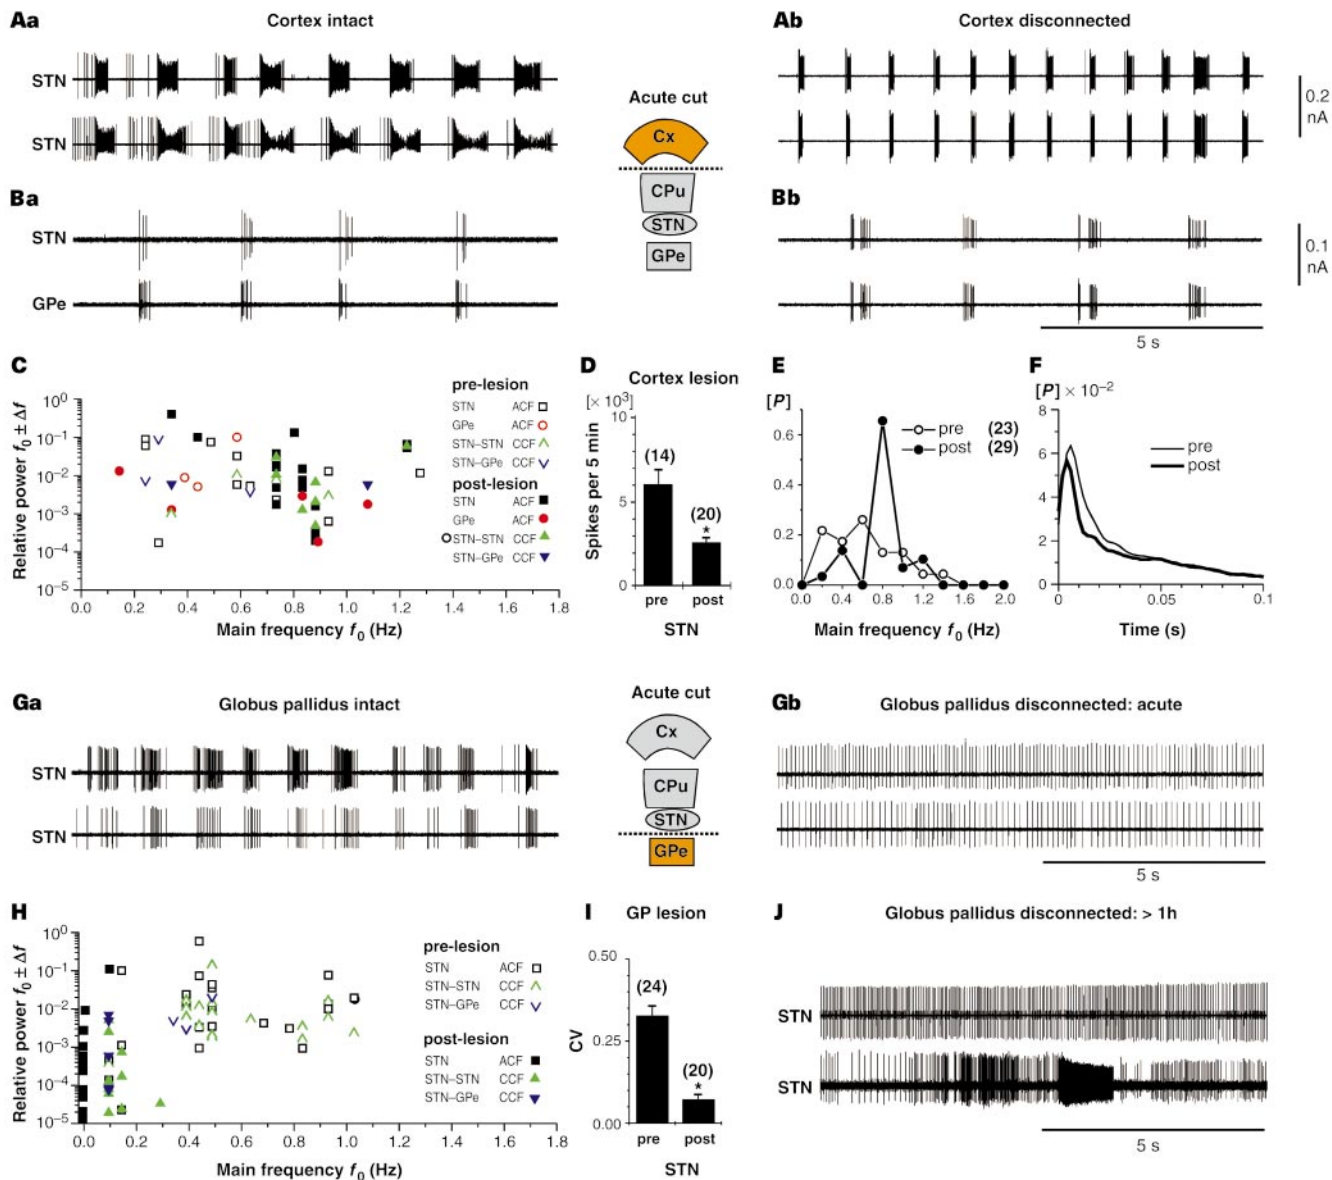 Aa Cortex intact
STN
STN
Acute cut
Cx
CPu
STN
GPe
Ab Cortex disconnected
0.2
nA
Ba
STN
GPe
Bb
0.1
nA
5 s
C
Relative power f0 ± Δf
10^0
10^-1
10^-2
10^-3
10^-4
10^-5
0.0 0.2 0.4 0.6 0.8 1.0 1.2 1.4 1.6 1.8
Main frequency f0 (Hz)
pre-lesion
STN ACF
GPe ACF
STN–STN CCF
STN–GPe CCF
post-lesion
STN ACF
GPe ACF
STN–STN CCF
STN–GPe CCF
D Cortex lesion
[× 10^3]
Spikes per 5 min
10
5
0
(14)
(20)
*
pre post
STN
E
[P]
0.6
0.4
0.2
0.0
pre (23)
post (29)
0.0 0.4 0.8 1.2 1.6 2.0
Main frequency f0 (Hz)
F
[P] × 10^-2
8
6
4
2
0
pre
post
0 0.05 0.1
Time (s)
Ga Globus pallidus intact
STN
STN
Acute cut
Cx
CPu
STN
GPe
Gb Globus pallidus disconnected: acute
5 s
H
Relative power f0 ± Δf
10^0
10^-1
10^-2
10^-3
10^-4
10^-5
0.0 0.2 0.4 0.6 0.8 1.0 1.2 1.4
Main frequency f0 (Hz)
pre-lesion
STN ACF
STN–STN CCF
STN–GPe CCF
post-lesion
STN ACF
STN–STN CCF
STN–GPe CCF
I GP lesion
CV
0.50
0.25
0.00
(24)
(20)
*
pre post
STN
J Globus pallidus disconnected: > 1h
STN
STN
5 s